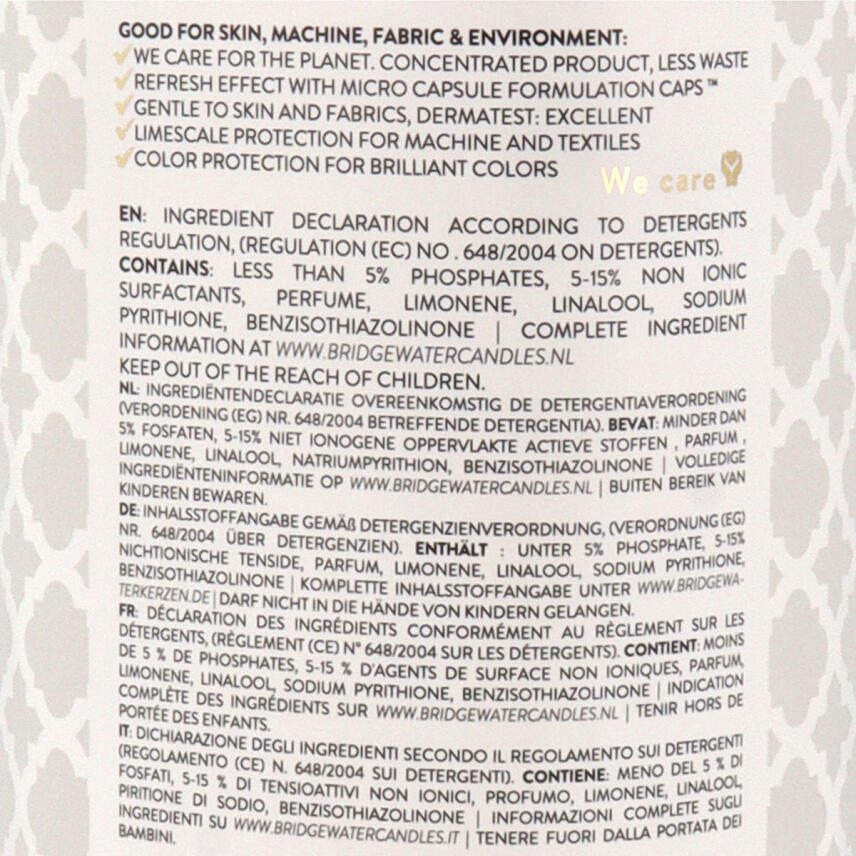 GOOD FOR SKIN, MACHINE, FABRIC & ENVIRONMENT:
✓WE CARE FOR THE PLANET. CONCENTRATED PRODUCT, LESS WASTE
✓REFRESH EFFECT WITH MICRO CAPSULE FORMULATION CAPS™
✓GENTLE TO SKIN AND FABRICS, DERMATEST: EXCELLENT
✓LIMESCALE PROTECTION FOR MACHINE AND TEXTILES
✓COLOR PROTECTION FOR BRILLIANT COLORS
We care
EN: INGREDIENT DECLARATION ACCORDING TO DETERGENTS
REGULATION, (REGULATION (EC) NO . 648/2004 ON DETERGENTS).
CONTAINS: LESS THAN 5% PHOSPHATES, 5-15% NON IONIC
SURFACTANTS, PERFUME, LIMONENE, LINALOOL, SODIUM
PYRITHIONE, BENZISOTHIAZOLINONE | COMPLETE INGREDIENT
INFORMATION AT WWW.BRIDGEWATERCANDLES.NL
KEEP OUT OF THE REACH OF CHILDREN.
NL: INGREDIËNTENDECLARATIE OVEREENKOMSTIG DE DETERGENTIAVERORDENING
(VERORDENING (EG) NR. 648/2004 BETREFFENDE DETERGENTIA). BEVAT: MINDER DAN
5% FOSFATEN, 5-15% NIET IONOGENE OPPERVLAKTE ACTIEVE STOFFEN , PARFUM ,
LIMONENE, LINALOOL, NATRIUMPYRITHION, BENZISOTHIAZOLINONE | VOLLEDIGE
INGREDIËNTENINFORMATIE OP WWW.BRIDGEWATERCANDLES.NL | BUITEN BEREIK VAN
KINDEREN BEWAREN.
DE: INHALSSTOFFANGABE GEMÄß DETERGENZIENVERORDNUNG, (VERORDNUNG (EG)
NR. 648/2004 ÜBER DETERGENZIEN). ENTHÄLT : UNTER 5% PHOSPHATE, 5-15%
NICHTIONISCHE TENSIDE, PARFUM, LIMONENE, LINALOOL, SODIUM PYRITHIONE,
BENZISOTHIAZOLINONE | KOMPLETTE INHALSSTOFFANGABE UNTER WWW.BRIDGEWA-
TERKERZEN.DE | DARF NICHT IN DIE HÄNDE VON KINDERN GELANGEN.
FR: DÉCLARATION DES INGRÉDIENTS CONFORMÉMENT AU RÈGLEMENT SUR LES
DÉTERGENTS, (RÈGLEMENT (CE) N° 648/2004 SUR LES DÉTERGENTS). CONTIENT: MOINS
DE 5 % DE PHOSPHATES, 5-15 % D'AGENTS DE SURFACE NON IONIQUES, PARFUM,
LIMONENE, LINALOOL, SODIUM PYRITHIONE, BENZISOTHIAZOLINONE | INDICATION
COMPLÈTE DES INGRÉDIENTS SUR WWW.BRIDGEWATERCANDLES.NL | TENIR HORS DE
PORTÉE DES ENFANTS.
IT: DICHIARAZIONE DEGLI INGREDIENTI SECONDO IL REGOLAMENTO SUI DETERGENTI
(REGOLAMENTO (CE) N. 648/2004 SUI DETERGENTI). CONTIENE: MENO DEL 5 % DI
FOSFATI, 5-15 % DI TENSIOATTIVI NON IONICI, PROFUMO, LIMONENE, LINALOOL,
PIRITIONE DI SODIO, BENZISOTHIAZOLINONE | INFORMAZIONI COMPLETE SUGLI
INGREDIENTI SU WWW.BRIDGEWATERCANDLES.IT | TENERE FUORI DALLA PORTATA DEI
BAMBINI.